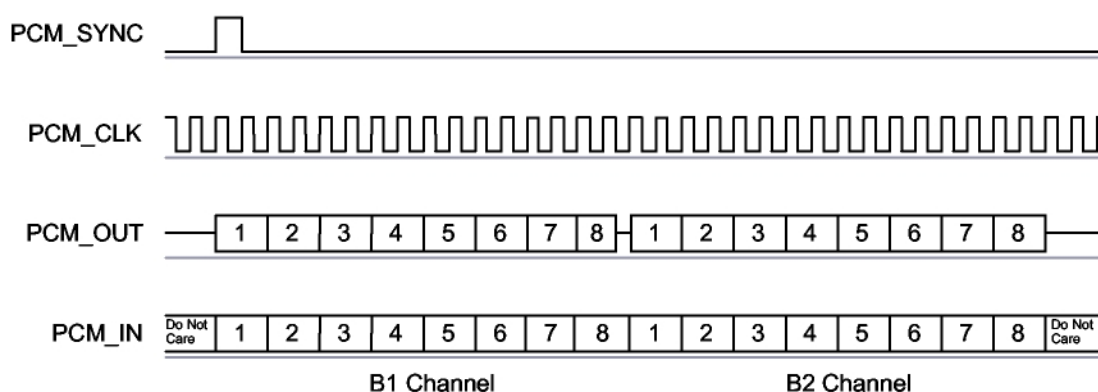 PCM_SYNC
PCM_CLK
PCM_OUT 1 2 3 4 5 6 7 8 1 2 3 4 5 6 7 8
PCM_IN Do Not Care 1 2 3 4 5 6 7 8 1 2 3 4 5 6 7 8 Do Not Care
B1 Channel B2 Channel